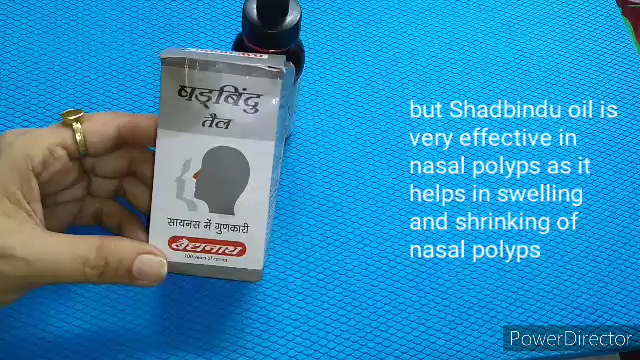 षड्बिंदु
तैल
सायनस में गुणकारी
बैद्यनाथ
but Shadbindu oil is
very effective in
nasal polyps as it
helps in swelling
and shrinking of
nasal polyps
PowerDirector